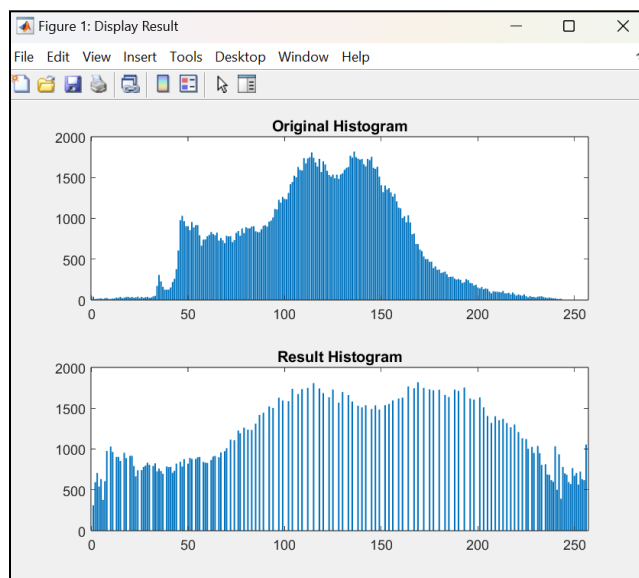 Figure 1: Display Result
File Edit View Insert Tools Desktop Window Help
Original Histogram
2000
1500
1000
500
0
0 50 100 150 200 250
Result Histogram
2000
1500
1000
500
0
0 50 100 150 200 250